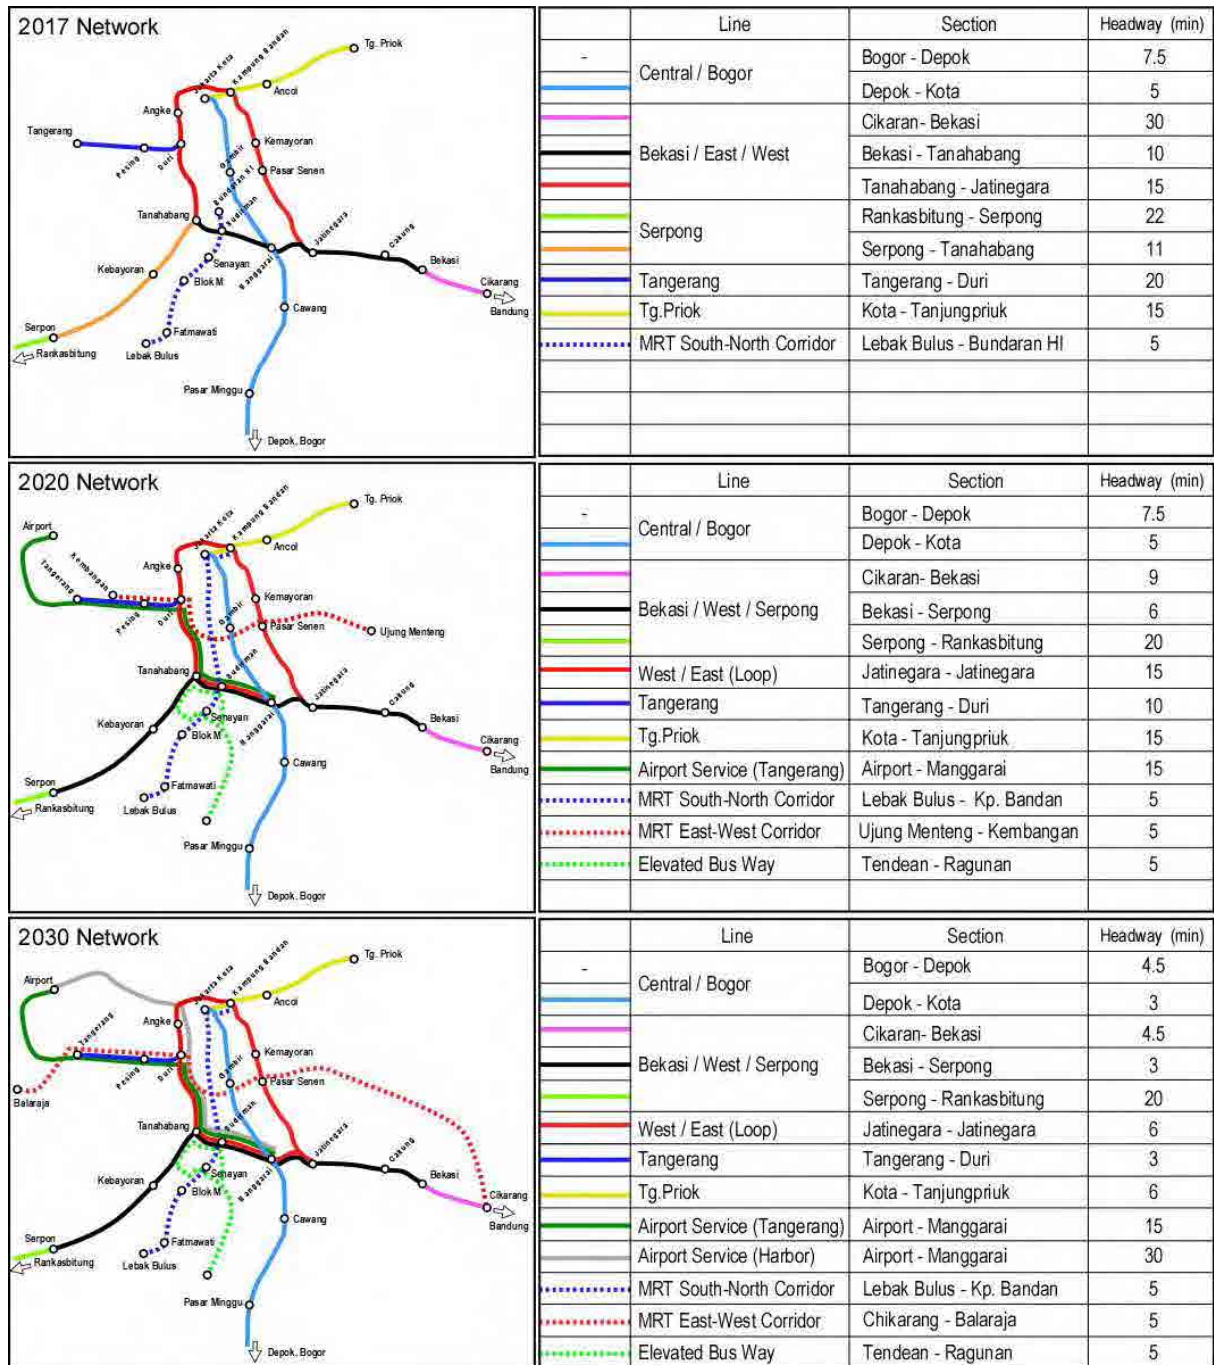 2017 Network
Tg. Priok
Jakarta Kota
Kampung Bandan
Ancol
Angke
Tangerang
Pesing
Duri
Kemayoran
Gambir
Pasar Senen
Bundaran HI
Sudirman
Tanahabang
Senayan
Manggarai
Jatinegara
Cakung
Bekasi
Cikarang
Bandung
Kebayoran
Blok M
Cawang
Serpon
Rankasbitung
Fatmawati
Lebak Bulus
Pasar Minggu
Depok, Bogor
Line Section Headway (min)
- Central / Bogor Bogor - Depok 7.5
Depok - Kota 5
Bekasi / East / West Cikaran- Bekasi 30
Bekasi - Tanahabang 10
Tanahabang - Jatinegara 15
Serpong Rankasbitung - Serpong 22
Serpong - Tanahabang 11
Tangerang Tangerang - Duri 20
Tg.Priok Kota - Tanjungpriuk 15
MRT South-North Corridor Lebak Bulus - Bundaran HI 5
2020 Network
Tg. Priok
Airport
Jakarta Kota
Kampung Bandan
Ancol
Kembangan
Angke
Tangerang
Pesing
Duri
Kemayoran
Gambir
Pasar Senen
Ujung Menteng
Tanahabang
Sudirman
Senayan
Manggarai
Jatinegara
Cakung
Bekasi
Cikarang
Bandung
Kebayoran
Blok M
Cawang
Serpon
Rankasbitung
Fatmawati
Lebak Bulus
Pasar Minggu
Depok, Bogor
Line Section Headway (min)
- Central / Bogor Bogor - Depok 7.5
Depok - Kota 5
Bekasi / West / Serpong Cikaran- Bekasi 9
Bekasi - Serpong 6
Serpong - Rankasbitung 20
West / East (Loop) Jatinegara - Jatinegara 15
Tangerang Tangerang - Duri 10
Tg.Priok Kota - Tanjungpriuk 15
Airport Service (Tangerang) Airport - Manggarai 15
MRT South-North Corridor Lebak Bulus - Kp. Bandan 5
MRT East-West Corridor Ujung Menteng - Kembangan 5
Elevated Bus Way Tendean - Ragunan 5
2030 Network
Tg. Priok
Airport
Jakarta Kota
Kampung Bandan
Ancol
Angke
Tangerang
Pesing
Duri
Kemayoran
Gambir
Pasar Senen
Balaraja
Tanahabang
Sudirman
Senayan
Manggarai
Jatinegara
Cakung
Bekasi
Cikarang
Bandung
Kebayoran
Blok M
Cawang
Serpon
Rankasbitung
Fatmawati
Lebak Bulus
Pasar Minggu
Depok, Bogor
Line Section Headway (min)
- Central / Bogor Bogor - Depok 4.5
Depok - Kota 3
Bekasi / West / Serpong Cikaran- Bekasi 4.5
Bekasi - Serpong 3
Serpong - Rankasbitung 20
West / East (Loop) Jatinegara - Jatinegara 6
Tangerang Tangerang - Duri 3
Tg.Priok Kota - Tanjungpriuk 6
Airport Service (Tangerang) Airport - Manggarai 15
Airport Service (Harbor) Airport - Manggarai 30
MRT South-North Corridor Lebak Bulus - Kp. Bandan 5
MRT East-West Corridor Chikarang - Balaraja 5
Elevated Bus Way Tendean - Ragunan 5